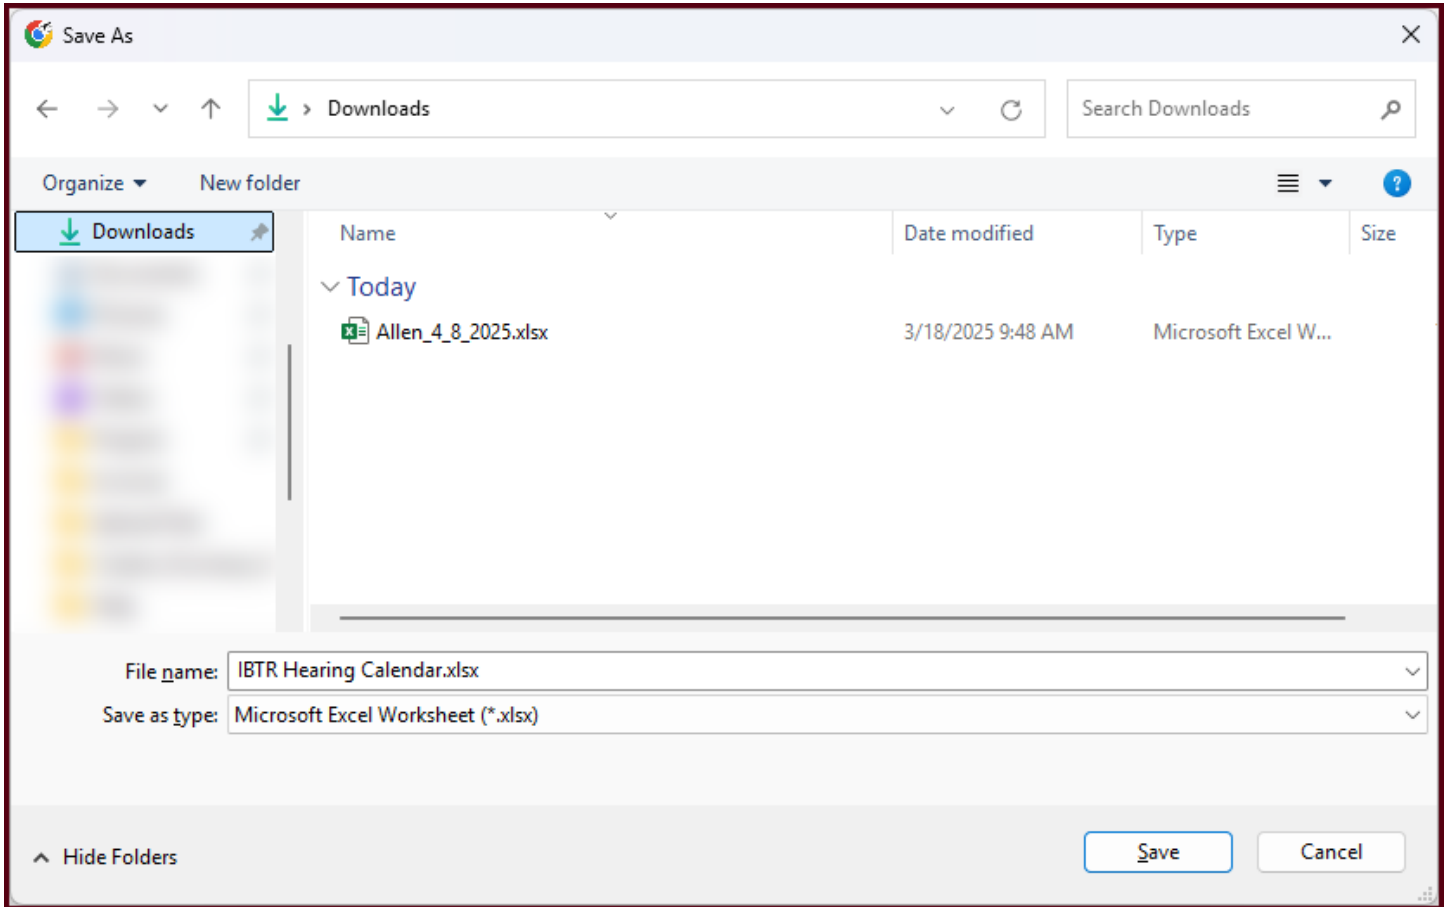 Save As
Downloads
Search Downloads
Organize
New folder
?
Downloads
Name
Date modified
Type
Size
Today
Allen_4_8_2025.xlsx
3/18/2025 9:48 AM
Microsoft Excel W...
File name: IBTR Hearing Calendar.xlsx
Save as type: Microsoft Excel Worksheet (*.xlsx)
Hide Folders
Save
Cancel